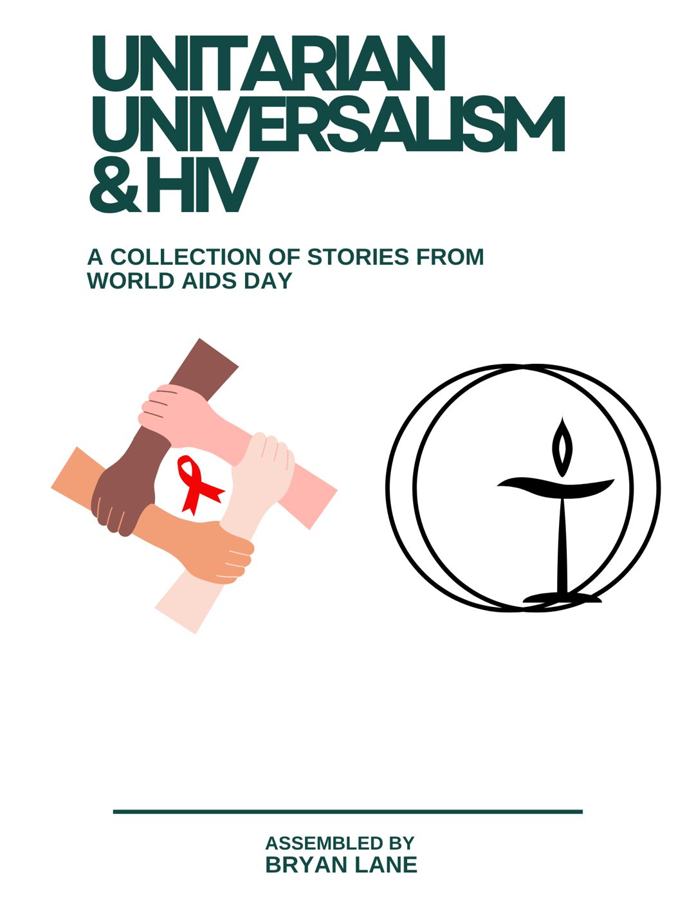 UNITARIAN
UNIVERSALISM
& HIV
A COLLECTION OF STORIES FROM
WORLD AIDS DAY
ASSEMBLED BY
BRYAN LANE